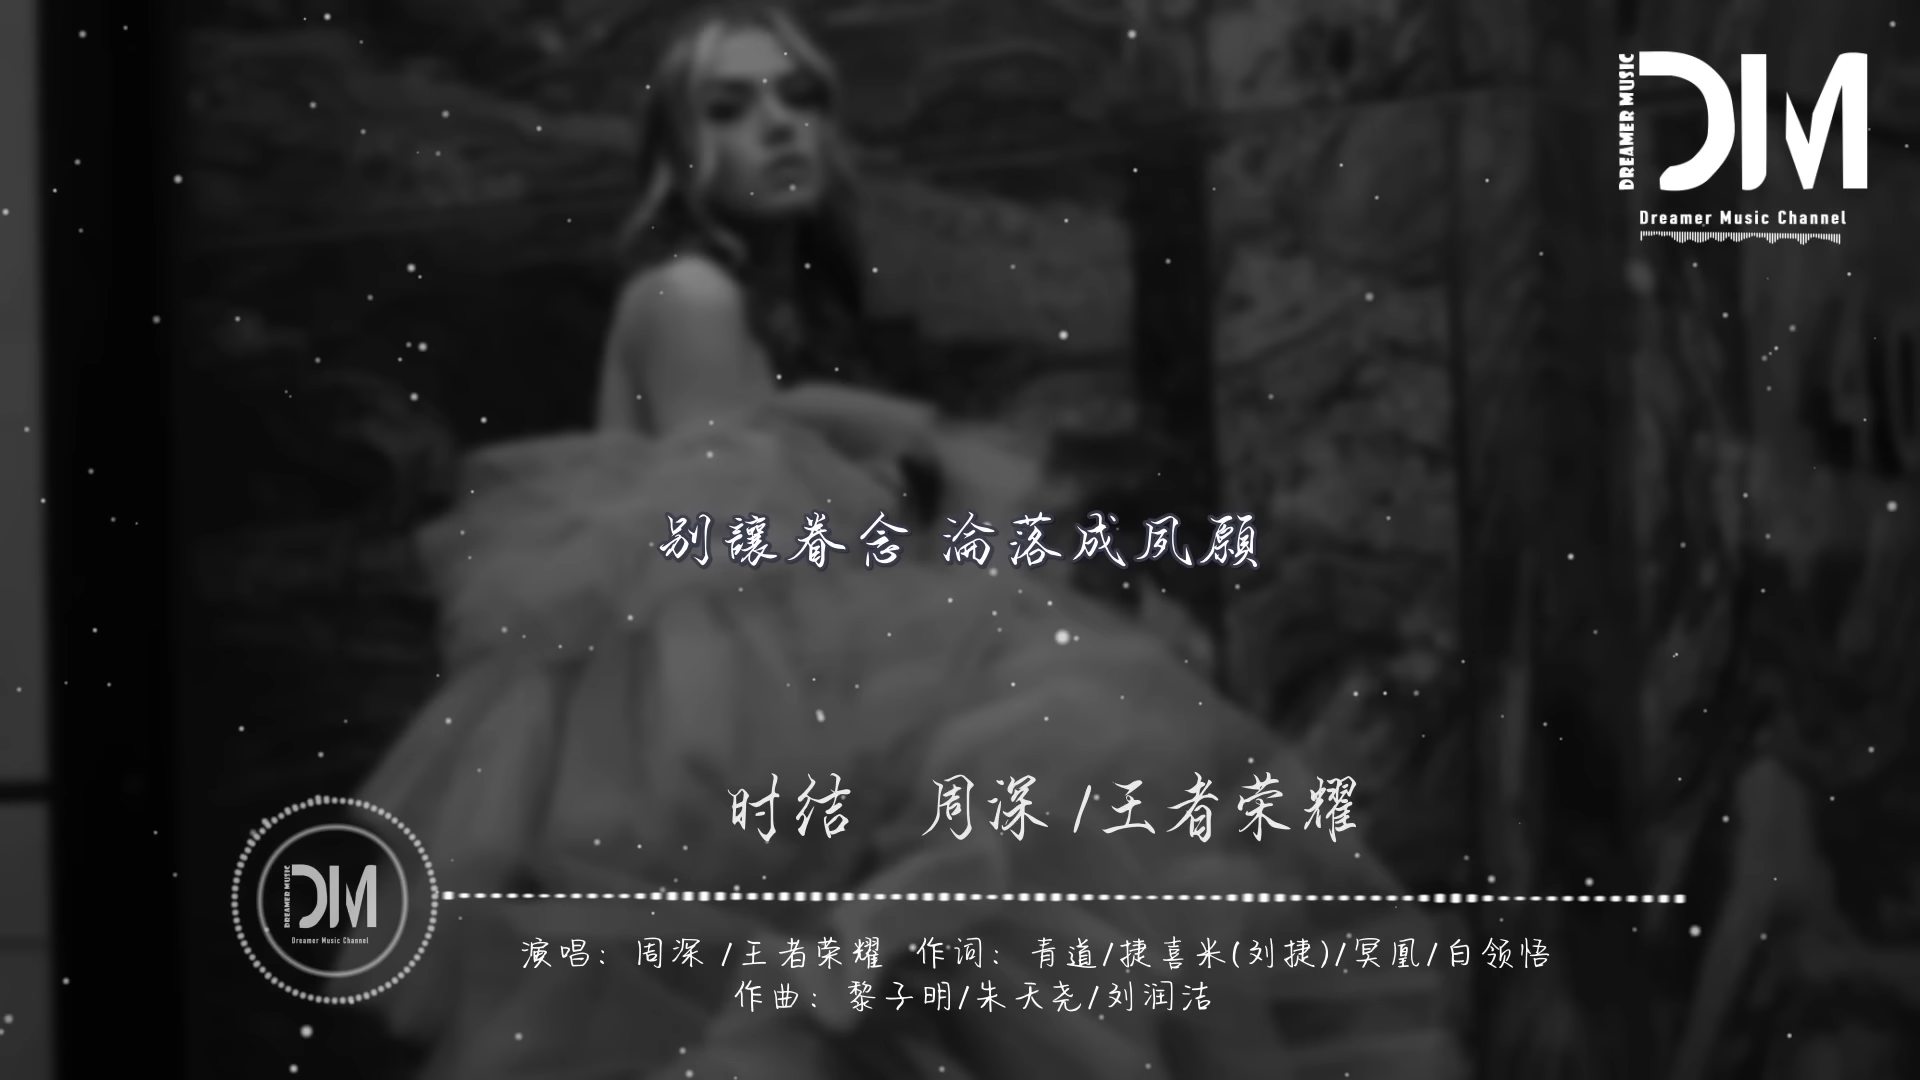 DREAMER MUSIC
DM
Dreamer Music Channel
别讓眷念 淪落成夙願
时结 周深 /王者荣耀
DREAMER MUSIC
DM
Dreamer Music Channel
演唱：周深 /王者荣耀 作词：青道/捷喜米(刘捷)/冥凰/白领悟
作曲：黎子明/朱天尧/刘润洁